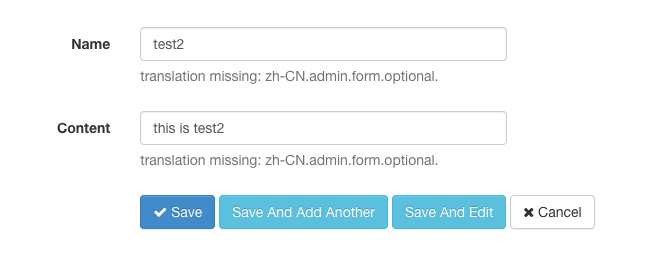 Name test2
translation missing: zh-CN.admin.form.optional.
Content this is test2
translation missing: zh-CN.admin.form.optional.
Save Save And Add Another Save And Edit Cancel